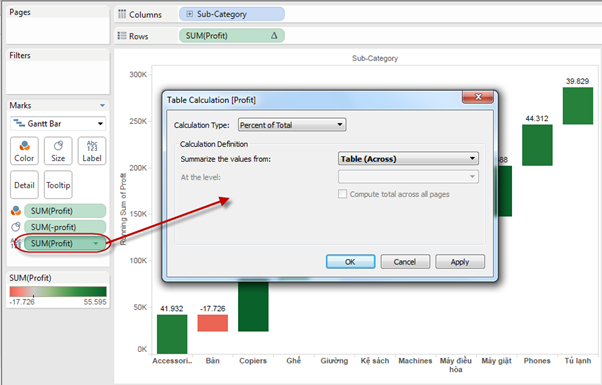 Pages
Columns
Sub-Category
Rows
SUM(Profit)
Filters
Marks
Gantt Bar
Color
Size
Abc
123
Label
Detail
Tooltip
SUM(Profit)
SUM(-profit)
Abc
123
SUM(Profit)
SUM(Profit)
-17.726
55.595
Sub-Category
39.829
300K
44.312
250K
200K
150K
100K
50K
0K
Running Sum of Profit
Table Calculation [Profit]
Calculation Type:
Percent of Total
Calculation Definition
Summarize the values from:
Table (Across)
At the level:
Compute total across all pages
OK
Cancel
Apply
41.932
-17.726
Accessori..
Bàn
Copiers
Ghế
Giường
Kệ sách
Machines
Máy điều
hòa
Máy giặt
Phones
Tủ lạnh